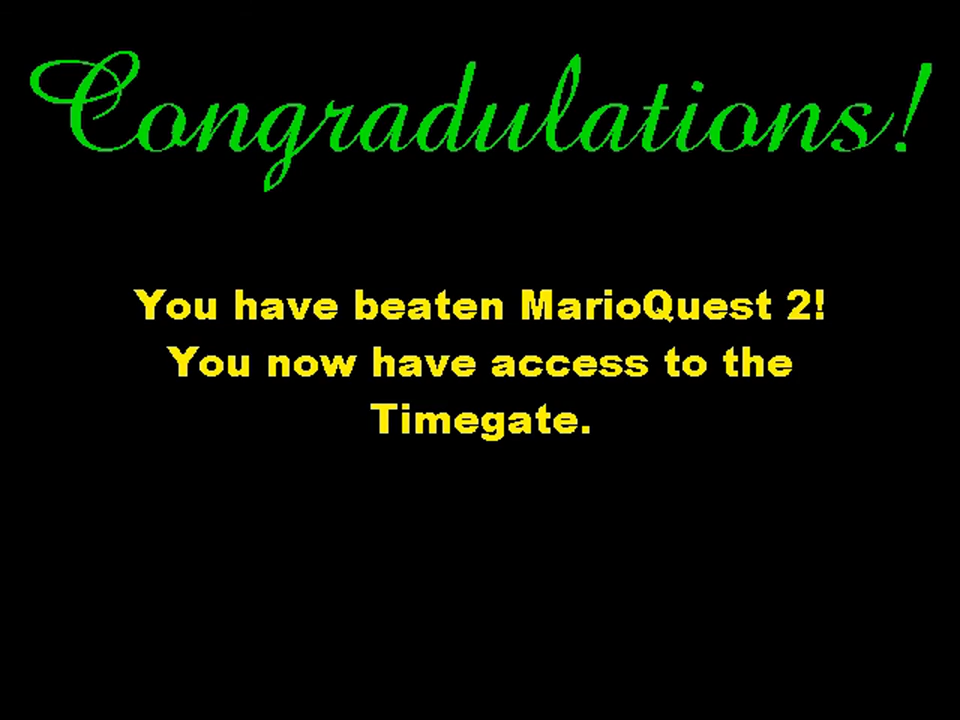 Congradulations!
You have beaten MarioQuest 2!
You now have access to the
Timegate.